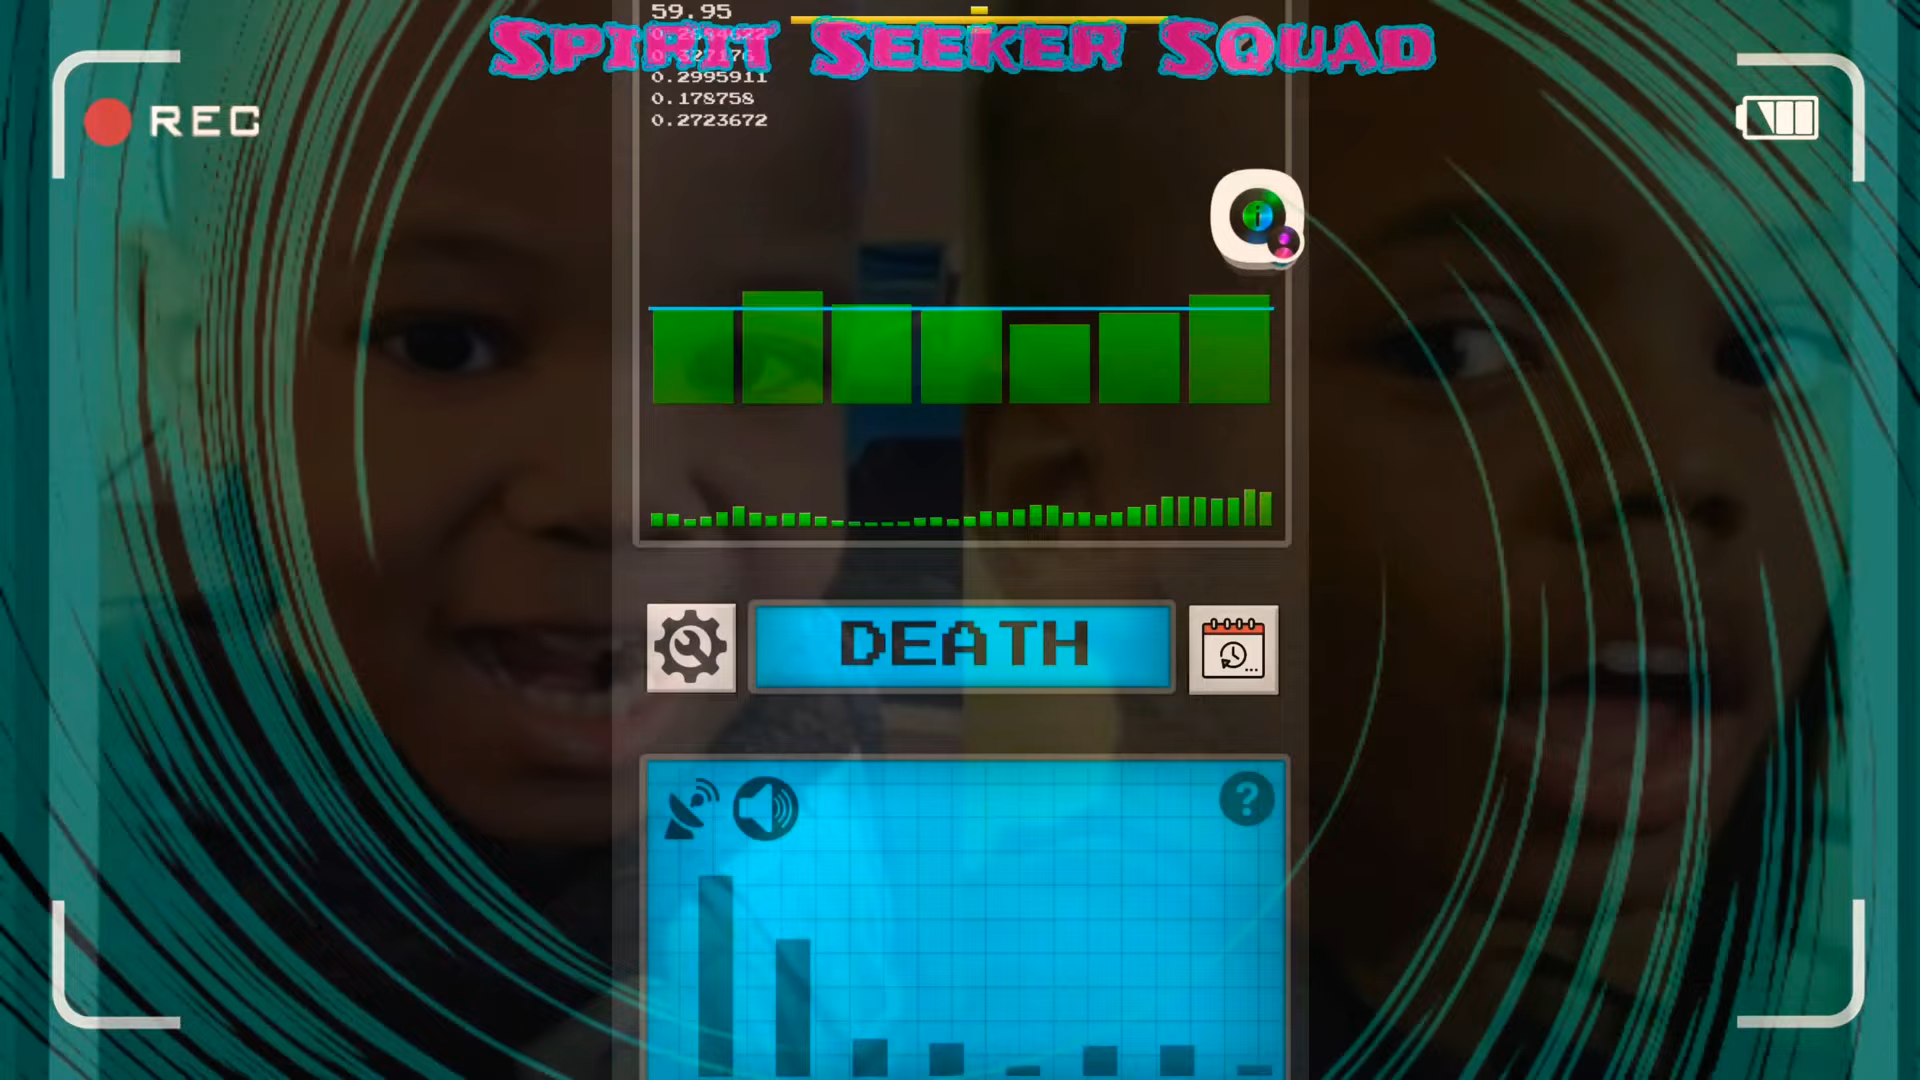 59.95
Spirit Seeker Squad
0.2995911
0.178758
0.2723672
REC
i
DEATH
?